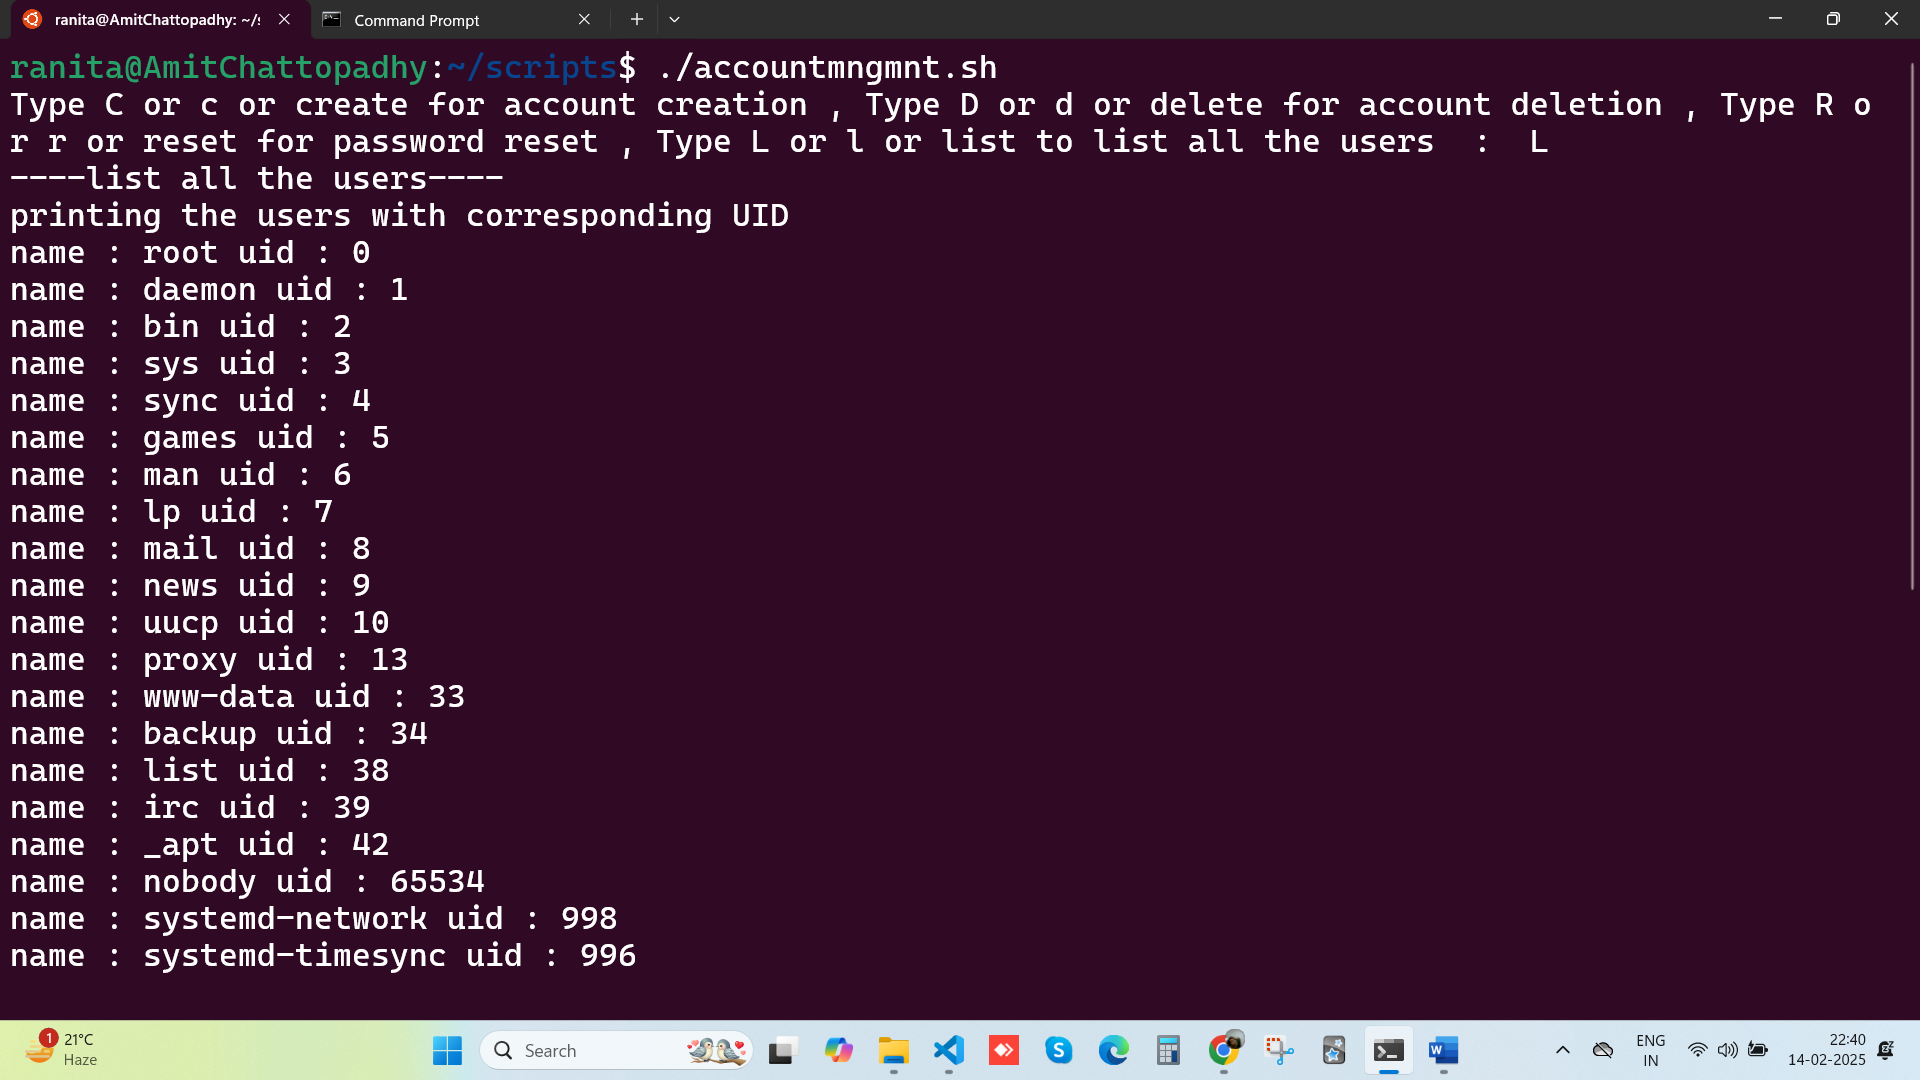 ranita@AmitChattopadhy: ~/s
Command Prompt
ranita@AmitChattopadhy:~/scripts$ ./accountmngmnt.sh
Type C or c or create for account creation , Type D or d or delete for account deletion , Type R o
r r or reset for password reset , Type L or l or list to list all the users  :  L
----list all the users----
printing the users with corresponding UID
name : root uid : 0
name : daemon uid : 1
name : bin uid : 2
name : sys uid : 3
name : sync uid : 4
name : games uid : 5
name : man uid : 6
name : lp uid : 7
name : mail uid : 8
name : news uid : 9
name : uucp uid : 10
name : proxy uid : 13
name : www-data uid : 33
name : backup uid : 34
name : list uid : 38
name : irc uid : 39
name : _apt uid : 42
name : nobody uid : 65534
name : systemd-network uid : 998
name : systemd-timesync uid : 996
1
21°C
Haze
Search
ENG
IN
22:40
14-02-2025